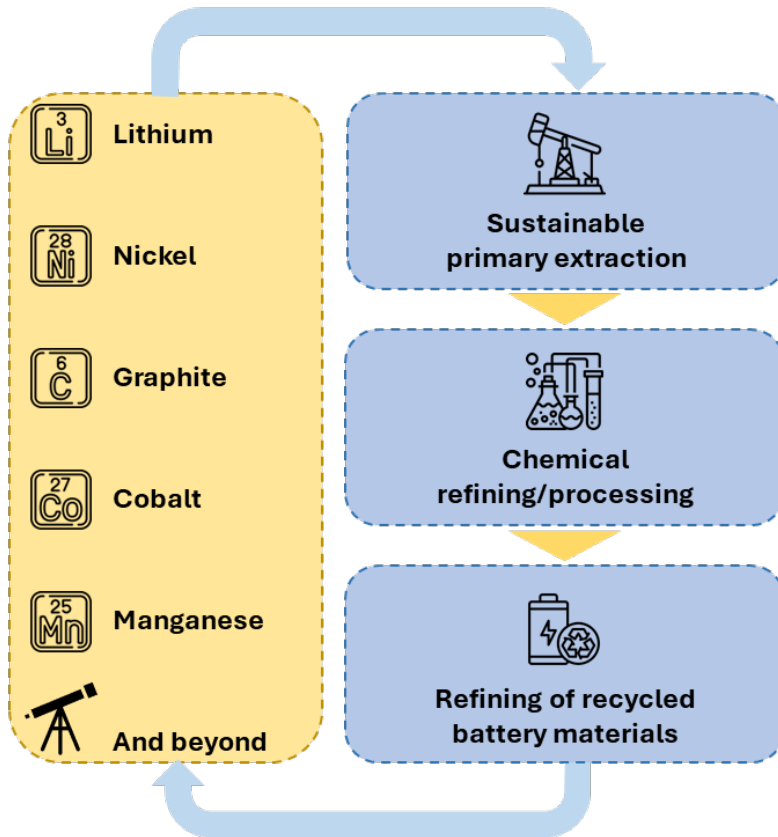 3
Li
Lithium
28
Ni
Nickel
6
C
Graphite
27
Co
Cobalt
25
Mn
Manganese
And beyond
Sustainable
primary extraction
Chemical
refining/processing
Refining of recycled
battery materials